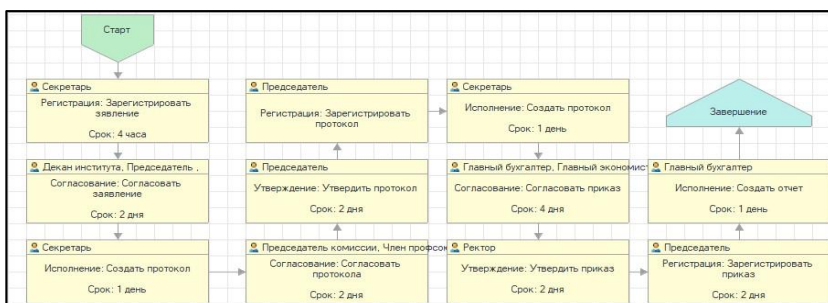 Старт
Секретарь
Регистрация: Зарегистрировать
зявление
Срок: 4 часа
Декан института, Председатель ,
Согласование: Согласовать
заявление
Срок: 2 дня
Секретарь
Исполнение: Создать протокол
Срок: 1 день
Председатель комиссии, Член профсок
Согласование: Согласовать
протокола
Срок: 2 дня
Председатель
Утверждение: Утвердить протокол
Срок: 2 дня
Председатель
Регистрация: Зарегистрировать
протокол
Секретарь
Исполнение: Создать протокол
Срок: 1 день
Главный бухгалтер, Главный экономис
Согласование: Согласовать приказ
Срок: 4 дня
Ректор
Утверждение: Утвердить приказ
Срок: 2 дня
Председатель
Регистрация: Зарегистрировать
приказ
Срок: 2 дня
Главный бухгалтер
Исполнение: Создать отчет
Срок: 1 день
Завершение